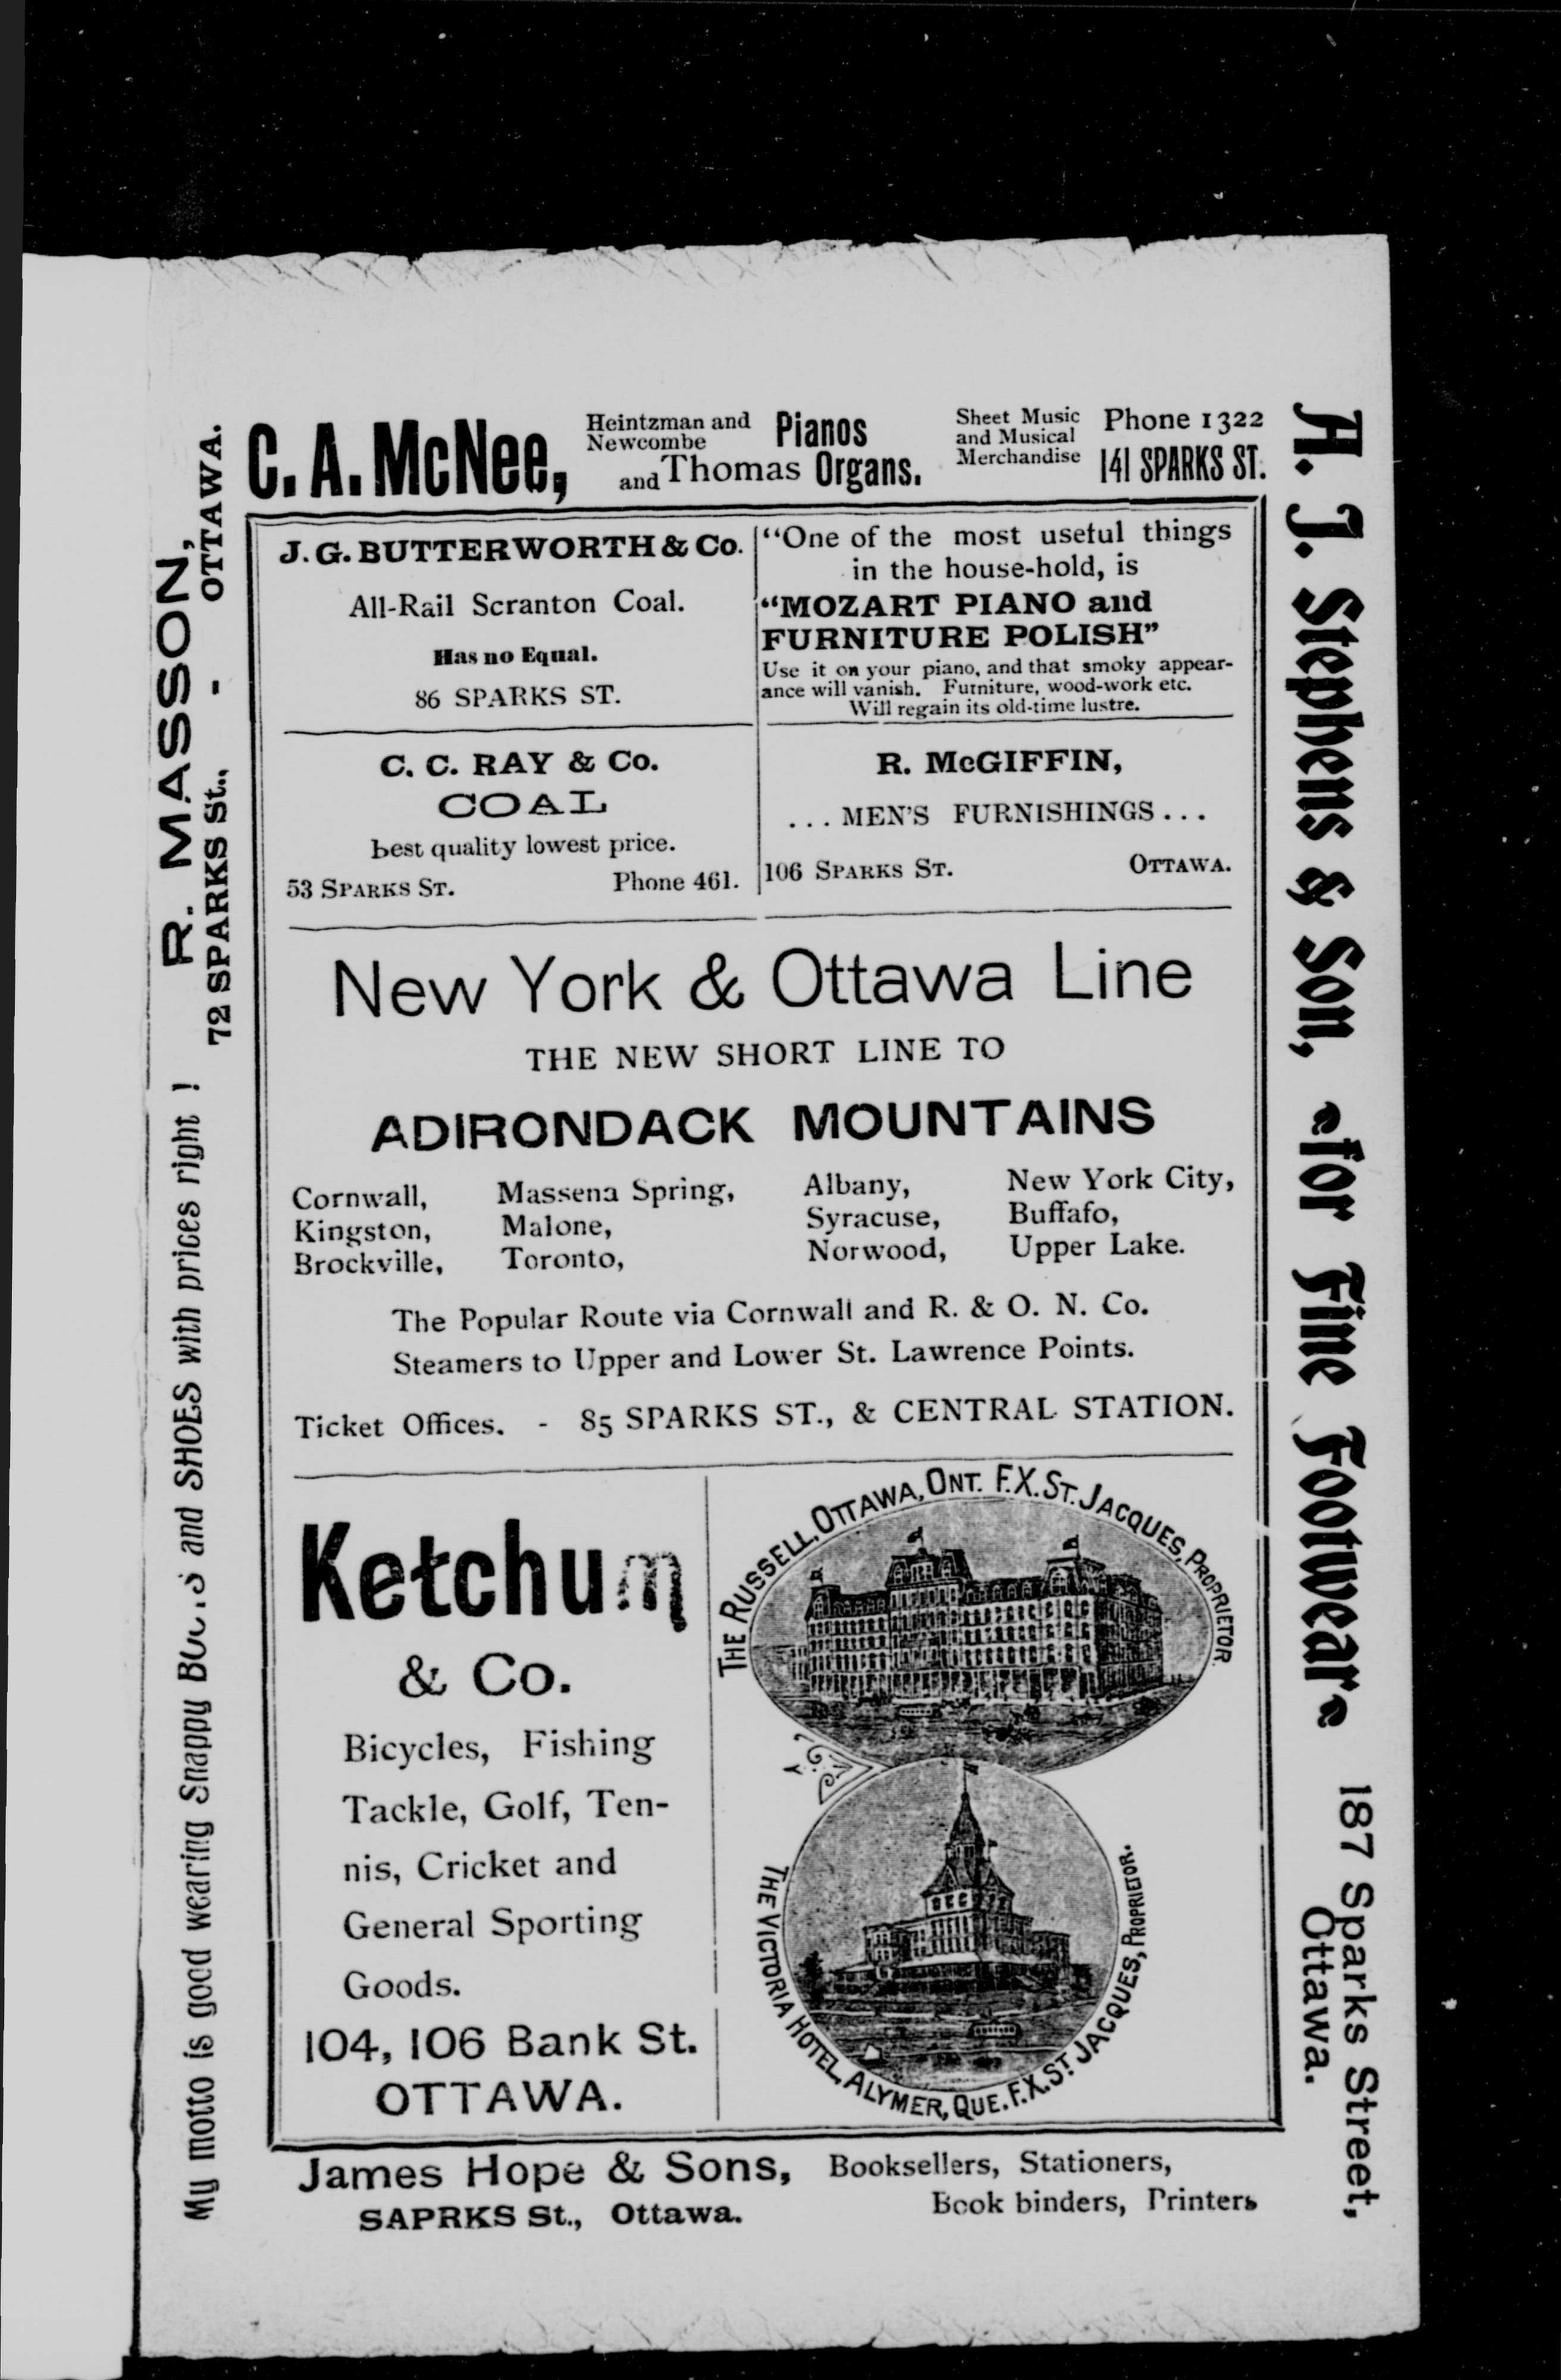 C. A. McNee,
Heintzman and
Newcombe
Pianos
and Thomas Organs.
Sheet Music
and Musical
Merchandise
Phone 1322
141 SPARKS ST.
J. G. BUTTERWORTH & Co.
All-Rail Scranton Coal.
Has no Equal.
86 SPARKS ST.
"One of the most useful things
in the house-hold, is
"MOZART PIANO and
FURNITURE POLISH"
Use it on your piano, and that smoky appear-
ance will vanish. Furniture, wood-work etc.
Will regain its old-time lustre.
C. C. RAY & Co.
COAL
best quality lowest price.
53 SPARKS ST. Phone 461.
R. McGIFFIN,
... MEN'S FURNISHINGS ...
106 SPARKS ST. OTTAWA.
New York & Ottawa Line
THE NEW SHORT LINE TO
ADIRONDACK MOUNTAINS
Cornwall, Massena Spring, Albany, New York City,
Kingston, Malone, Syracuse, Buffafo,
Brockville, Toronto, Norwood, Upper Lake.
The Popular Route via Cornwall and R. & O. N. Co.
Steamers to Upper and Lower St. Lawrence Points.
Ticket Offices. - 85 SPARKS ST., & CENTRAL STATION.
Ketchum
& Co.
Bicycles, Fishing
Tackle, Golf, Ten-
nis, Cricket and
General Sporting
Goods.
104, 106 Bank St.
OTTAWA.
THE RUSSELL, OTTAWA, ONT. F.X. ST. JACQUES, PROPRIETOR.
THE VICTORIA HOTEL, ALYMER, QUE. F.X. ST JACQUES, PROPRIETOR.
James Hope & Sons, Booksellers, Stationers,
SAPRKS St., Ottawa. Book binders, Printers
My motto is good wearing Snappy and SHOES with prices right !
R. MASSON,
72 SPARKS St., - OTTAWA.
A. J. Stephens & Son, for Fine Footwear
187 Sparks Street,
Ottawa.